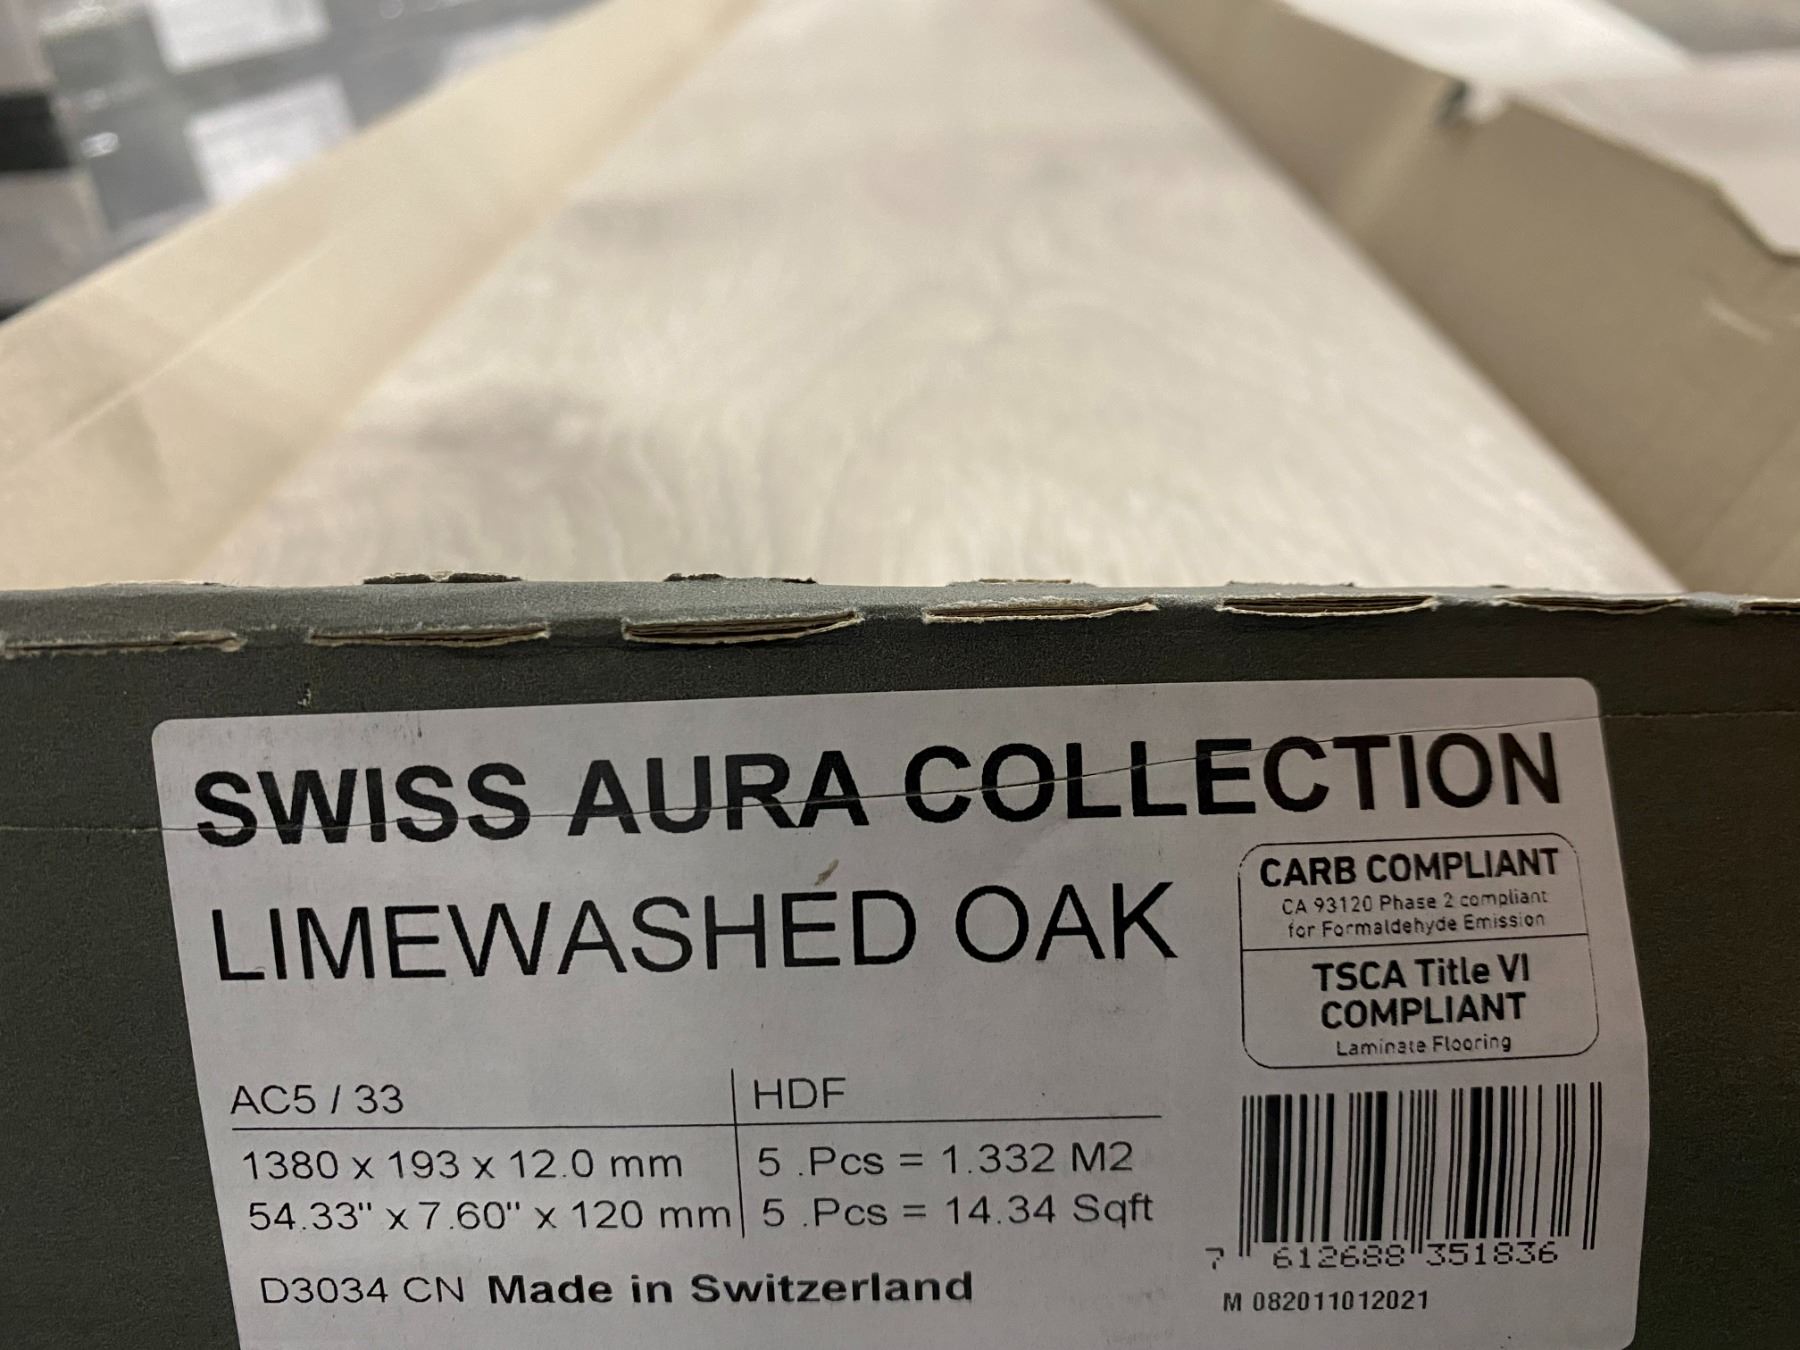 SWISS AURA COLLECTION
LIMEWASHED OAK
CARB COMPLIANT
CA 93120 Phase 2 compliant
for Formaldehyde Emission
TSCA Title VI
COMPLIANT
Laminate Flooring
AC5 / 33
HDF
1380 x 193 x 12.0 mm
5 .Pcs = 1.332 M2
54.33" x 7.60" x 120 mm
5 .Pcs = 14.34 Sqft
D3034 CN Made in Switzerland
7 612688 351836
M 082011012021